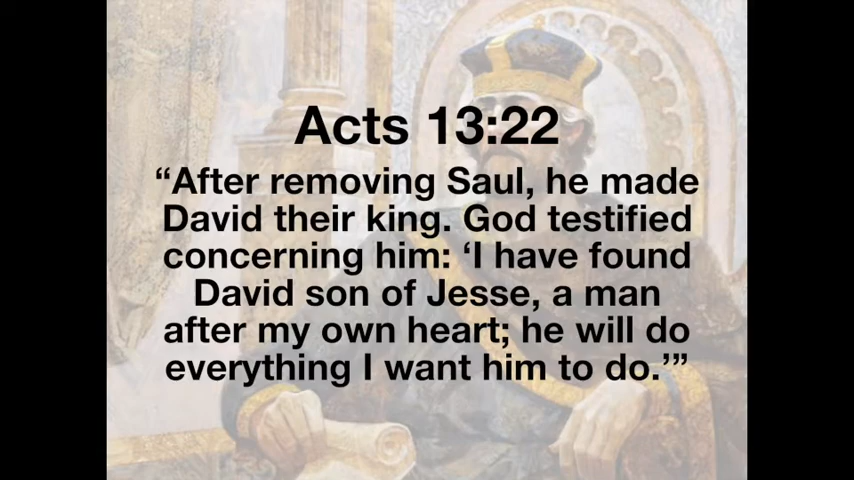 Acts 13:22
“After removing Saul, he made
David their king. God testified
concerning him: ‘I have found
David son of Jesse, a man
after my own heart; he will do
everything I want him to do.’”